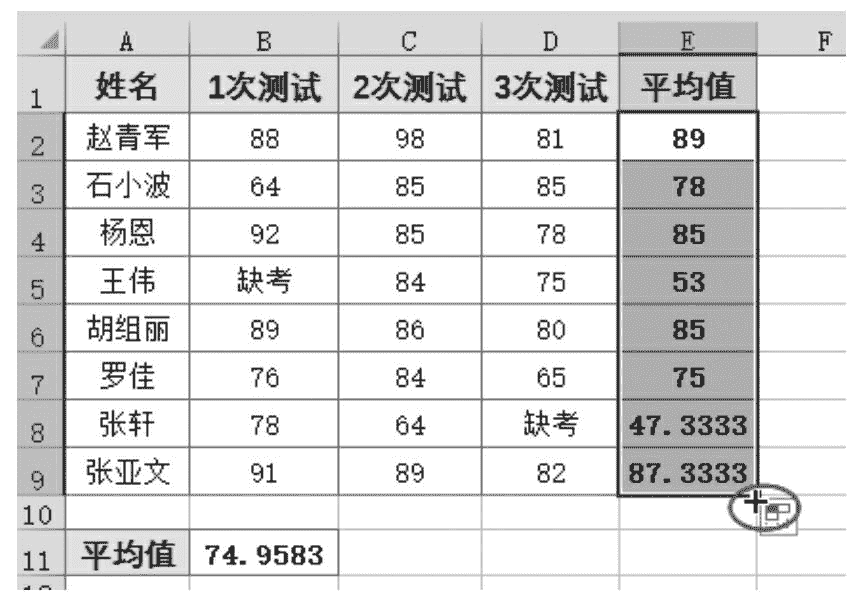 A B C D E F
1 姓名 1次测试 2次测试 3次测试 平均值
2 赵青军 88 98 81 89
3 石小波 64 85 85 78
4 杨恩 92 85 78 85
5 王伟 缺考 84 75 53
6 胡组丽 89 86 80 85
7 罗佳 76 84 65 75
8 张轩 78 64 缺考 47.3333
9 张亚文 91 89 82 87.3333
10
11 平均值 74.9583